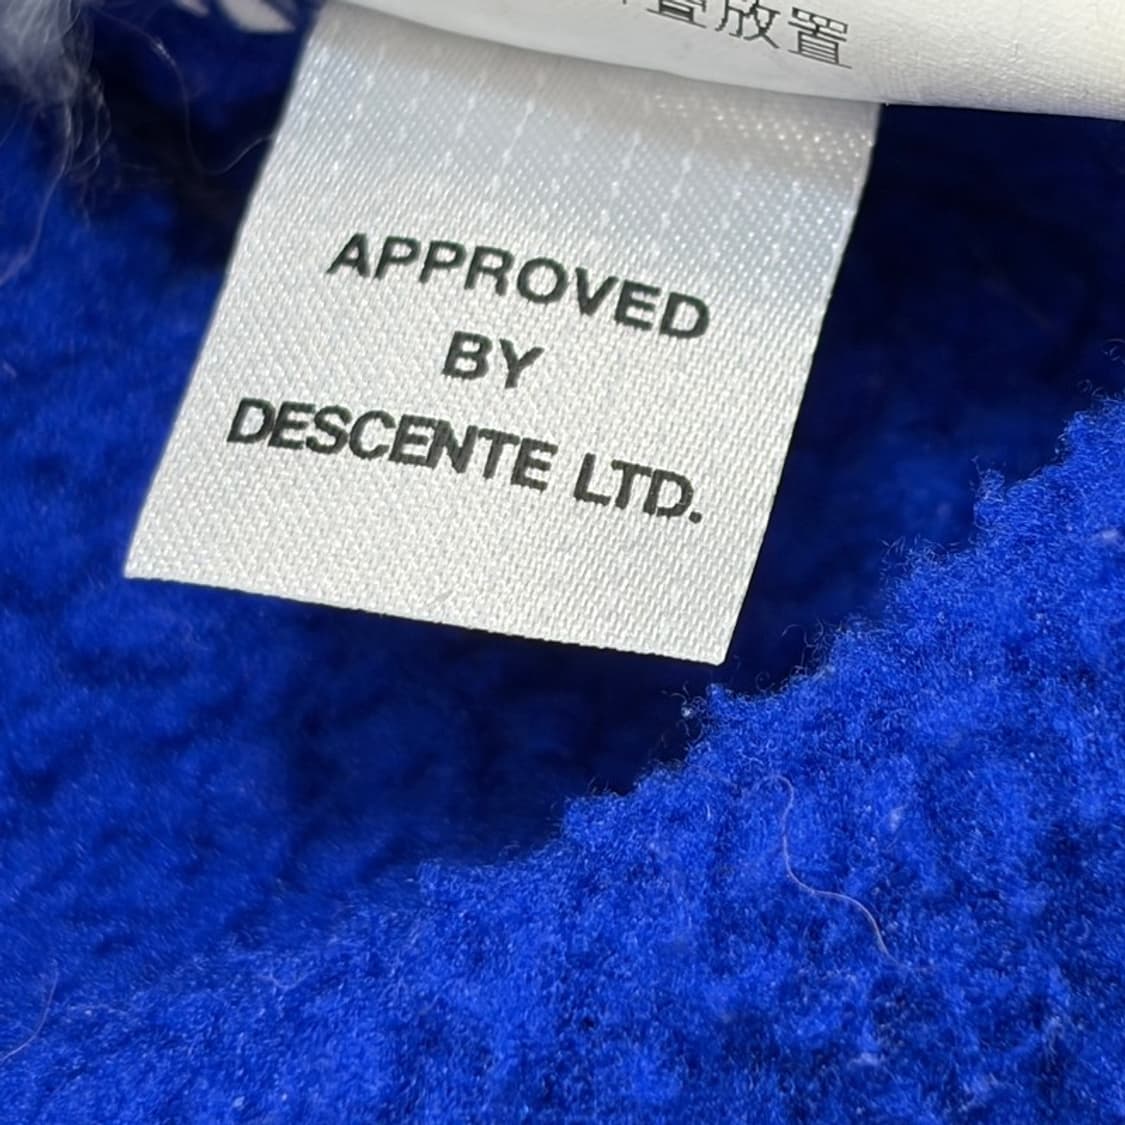 放置
APPROVED
BY
DESCENTE LTD.